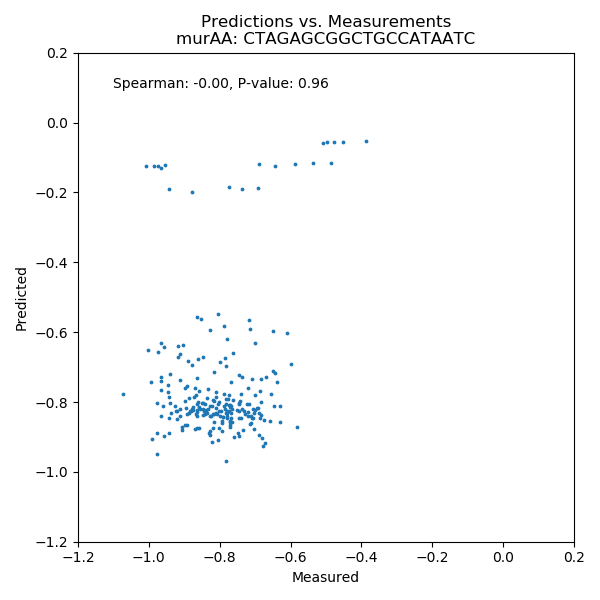 Predictions vs. Measurements
murAA: CTAGAGCGGCTGCCATAATC
0.2
Spearman: -0.00, P-value: 0.96
0.0
−0.2
−0.4
Predicted
−0.6
−0.8
−1.0
−1.2
−1.2 −1.0 −0.8 −0.6 −0.4 −0.2 0.0 0.2
Measured